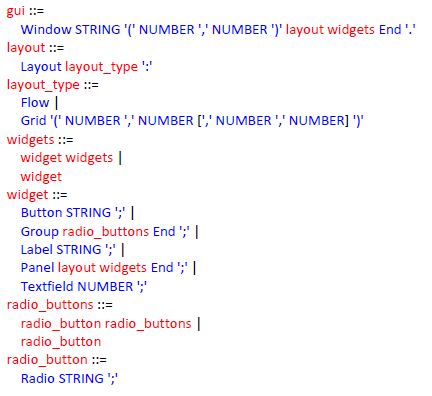 gui ::=
Window STRING '(' NUMBER ',' NUMBER ')' layout widgets End '.'
layout ::=
Layout layout_type ':'
layout_type ::=
Flow |
Grid '(' NUMBER ',' NUMBER [',' NUMBER ',' NUMBER] ')'
widgets ::=
widget widgets |
widget
widget ::=
Button STRING ';' |
Group radio_buttons End ';' |
Label STRING ';' |
Panel layout widgets End ';' |
Textfield NUMBER ';'
radio_buttons ::=
radio_button radio_buttons |
radio_button
radio_button ::=
Radio STRING ';'